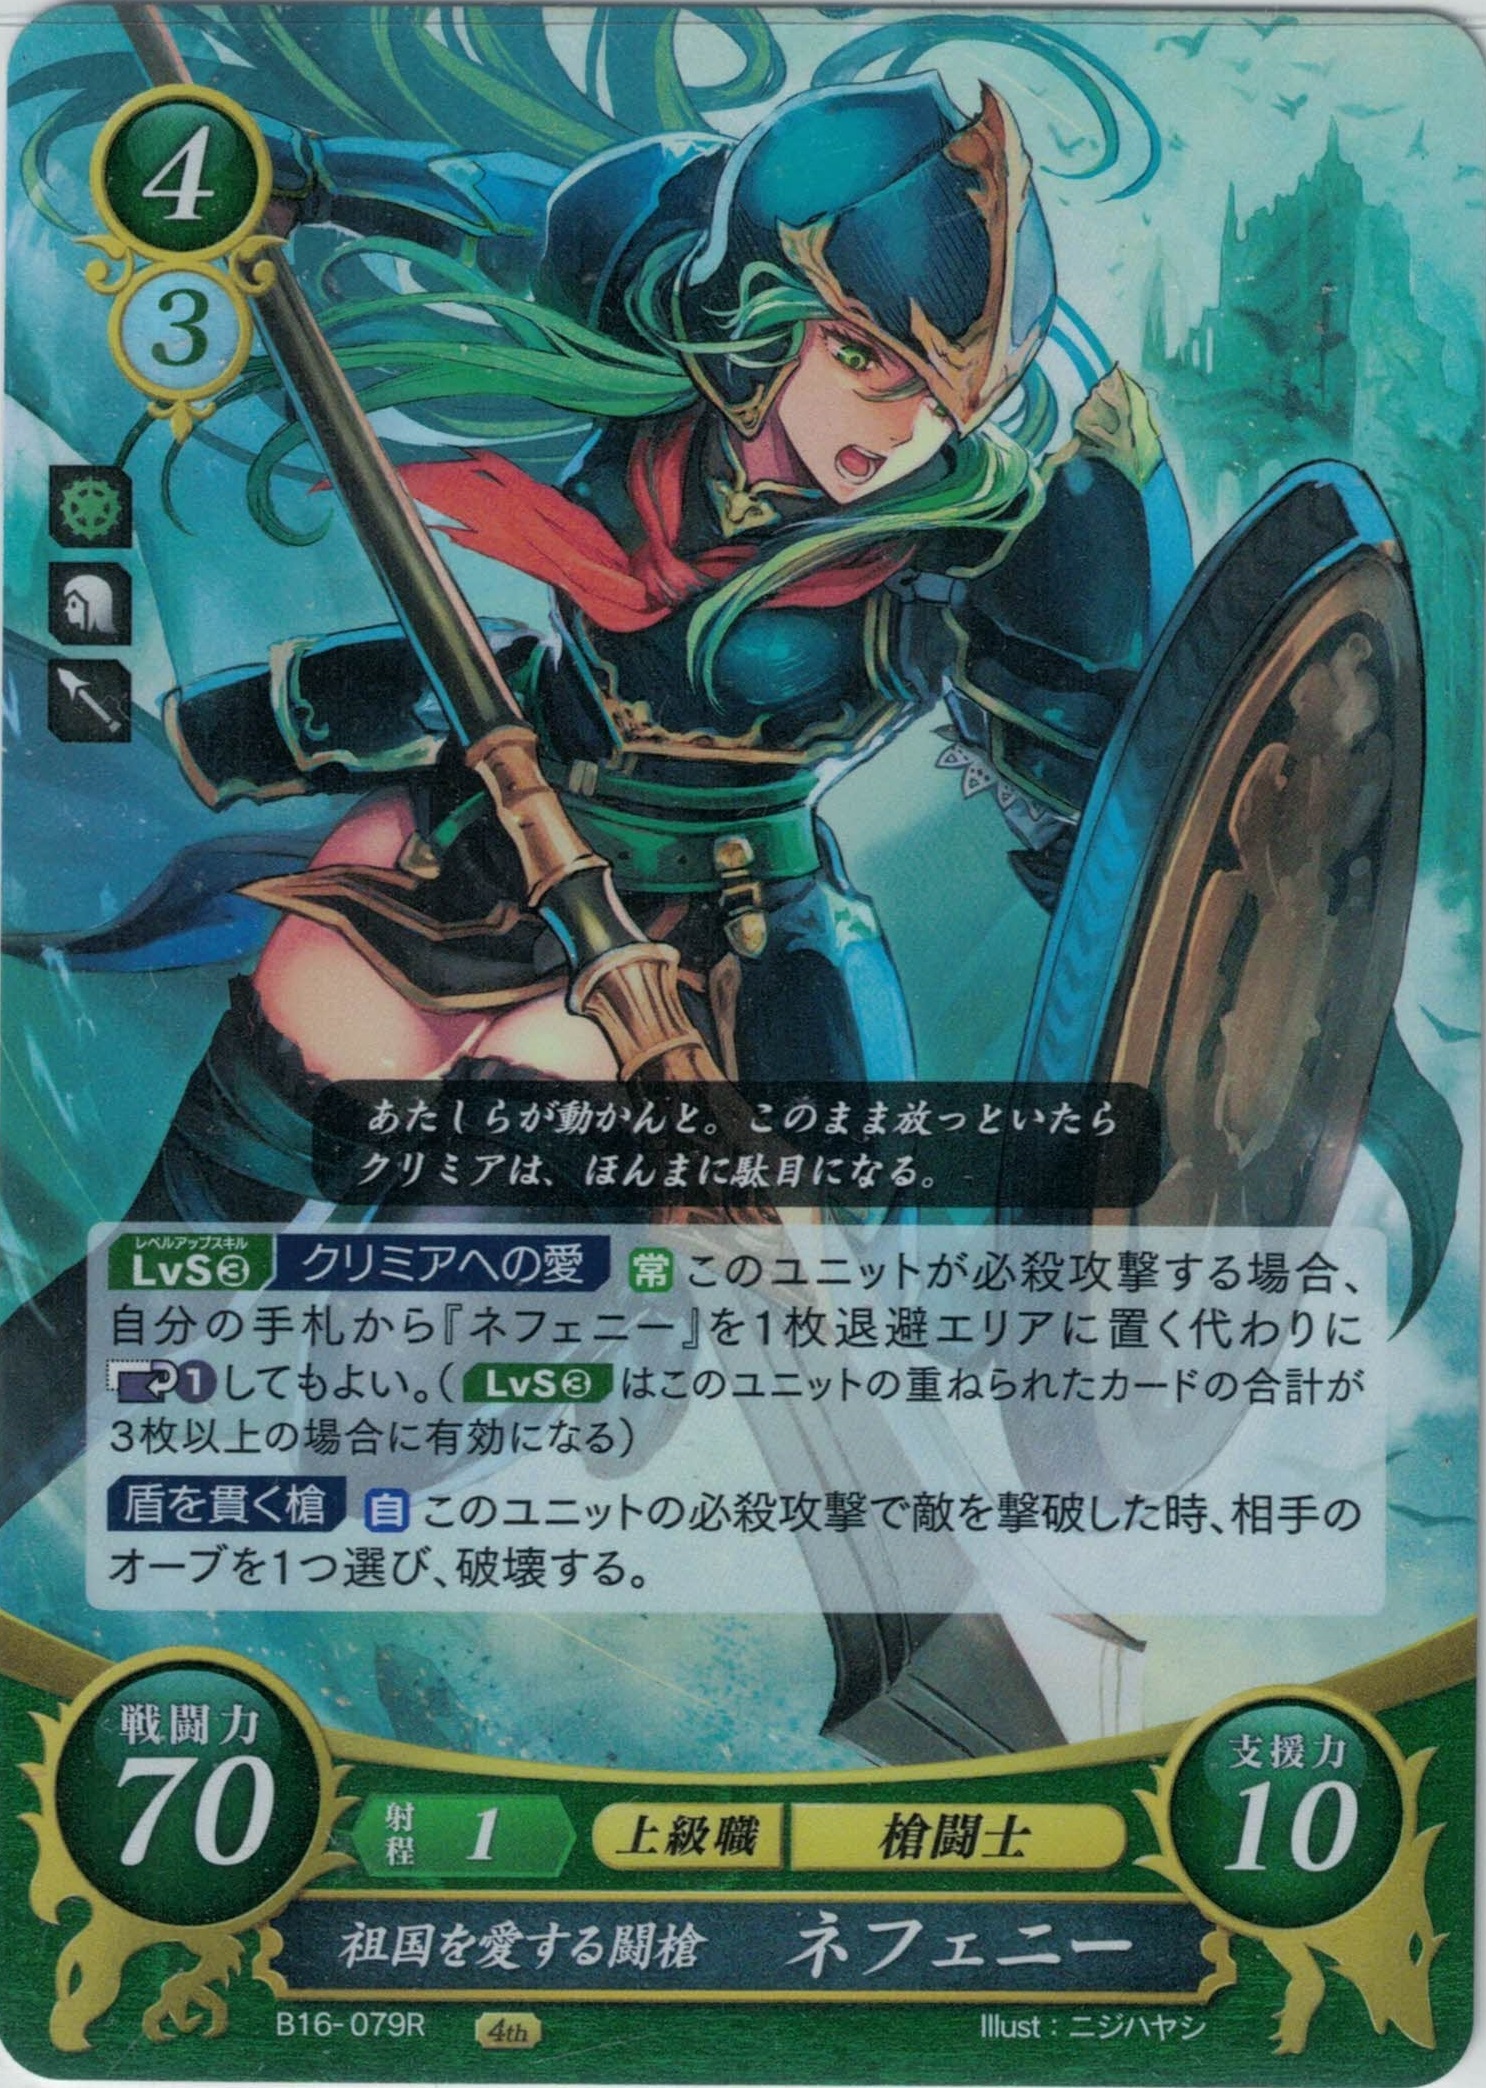 4
3
あたしらが動かんと。このまま放っといたら
クリミアは、ほんまに駄目になる。
レベルアップスキル
LvS3 クリミアへの愛 常 このユニットが必殺攻撃する場合、
自分の手札から『ネフェニー』を1枚退避エリアに置く代わりに
1してもよい。(LvS3はこのユニットの重ねられたカードの合計が
3枚以上の場合に有効になる)
盾を貫く槍 自 このユニットの必殺攻撃で敵を撃破した時、相手の
オーブを1つ選び、破壊する。
戦闘力
70
射程 1 上級職 槍闘士
支援力
10
祖国を愛する闘槍 ネフェニー
B16-079R 4th Illust:ニジハヤシ